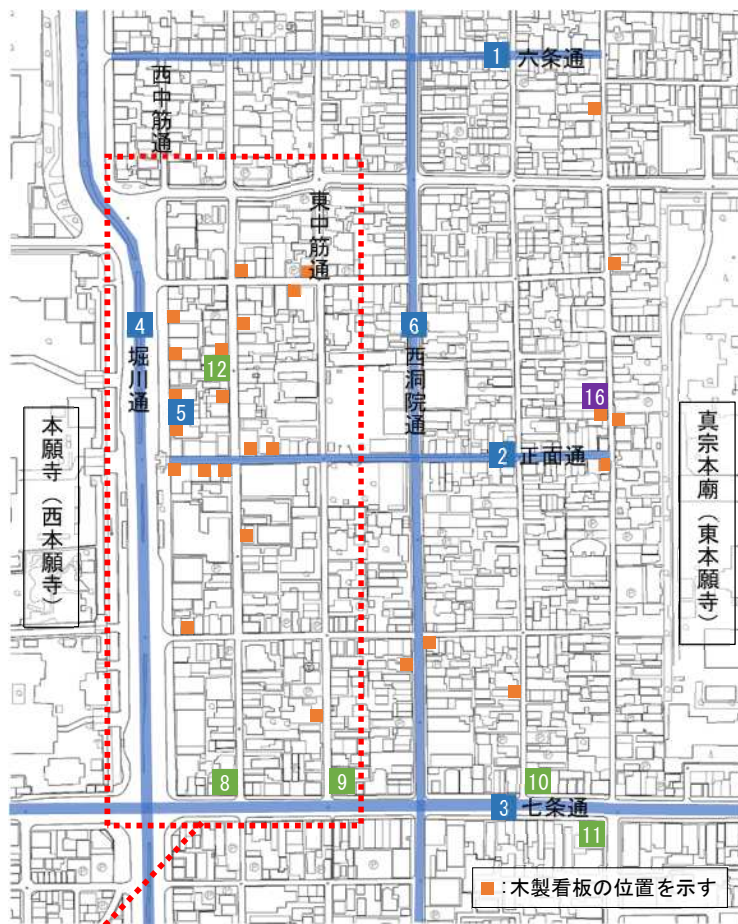 1 六条通
西中筋通
東中筋通
4 堀川通
6 西洞院通
12
5
16
2 正面通
本願寺（西本願寺）
真宗本廟（東本願寺）
8
9
10
3 七条通
11
：木製看板の位置を示す